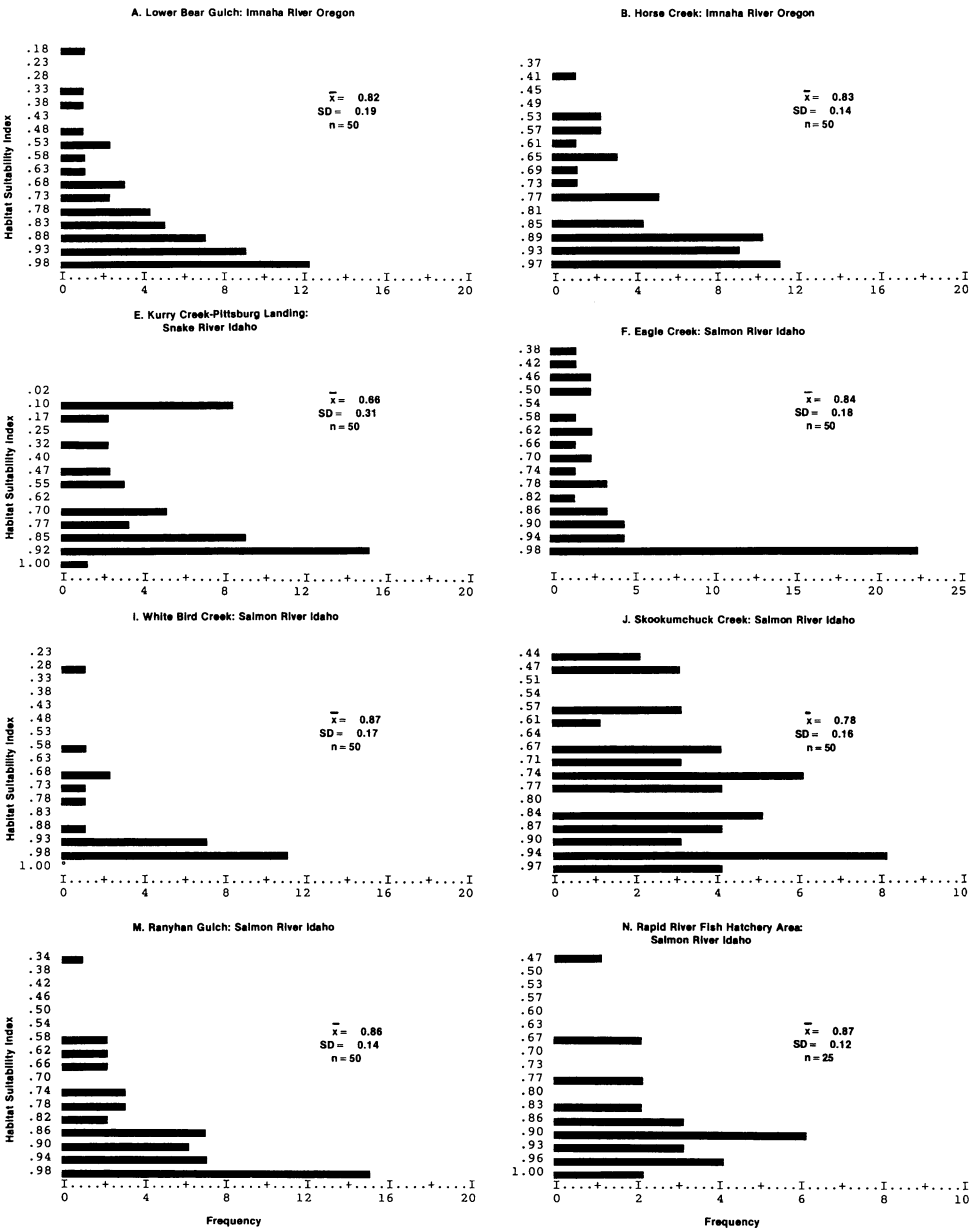 A. Lower Bear Gulch: Imnaha River Oregon
Habitat Suitability Index
.18
.23
.28
.33
.38
.43
.48
.53
.58
.63
.68
.73
.78
.83
.88
.93
.98
x̄ = 0.82
SD = 0.19
n = 50
0 4 8 12 16 20
B. Horse Creek: Imnaha River Oregon
.37
.41
.45
.49
.53
.57
.61
.65
.69
.73
.77
.81
.85
.89
.93
.97
x̄ = 0.83
SD = 0.14
n = 50
0 4 8 12 16 20
E. Kurry Creek-Pittsburg Landing:
Snake River Idaho
Habitat Suitability Index
.02
.10
.17
.25
.32
.40
.47
.55
.62
.70
.77
.85
.92
1.00
x̄ = 0.66
SD = 0.31
n = 50
0 4 8 12 16 20
F. Eagle Creek: Salmon River Idaho
.38
.42
.46
.50
.54
.58
.62
.66
.70
.74
.78
.82
.86
.90
.94
.98
x̄ = 0.84
SD = 0.18
n = 50
0 5 10 15 20 25
I. White Bird Creek: Salmon River Idaho
Habitat Suitability Index
.23
.28
.33
.38
.43
.48
.53
.58
.63
.68
.73
.78
.83
.88
.93
.98
1.00
x̄ = 0.87
SD = 0.17
n = 50
0 4 8 12 16 20
J. Skookumchuck Creek: Salmon River Idaho
.44
.47
.51
.54
.57
.61
.64
.67
.71
.74
.77
.80
.84
.87
.90
.94
.97
x̄ = 0.78
SD = 0.16
n = 50
0 2 4 6 8 10
M. Ranyhan Gulch: Salmon River Idaho
Habitat Suitability Index
.34
.38
.42
.46
.50
.54
.58
.62
.66
.70
.74
.78
.82
.86
.90
.94
.98
x̄ = 0.86
SD = 0.14
n = 50
0 4 8 12 16 20
Frequency
N. Rapid River Fish Hatchery Area:
Salmon River Idaho
.47
.50
.53
.57
.60
.63
.67
.70
.73
.77
.80
.83
.86
.90
.93
.96
1.00
x̄ = 0.87
SD = 0.12
n = 25
0 2 4 6 8 10
Frequency